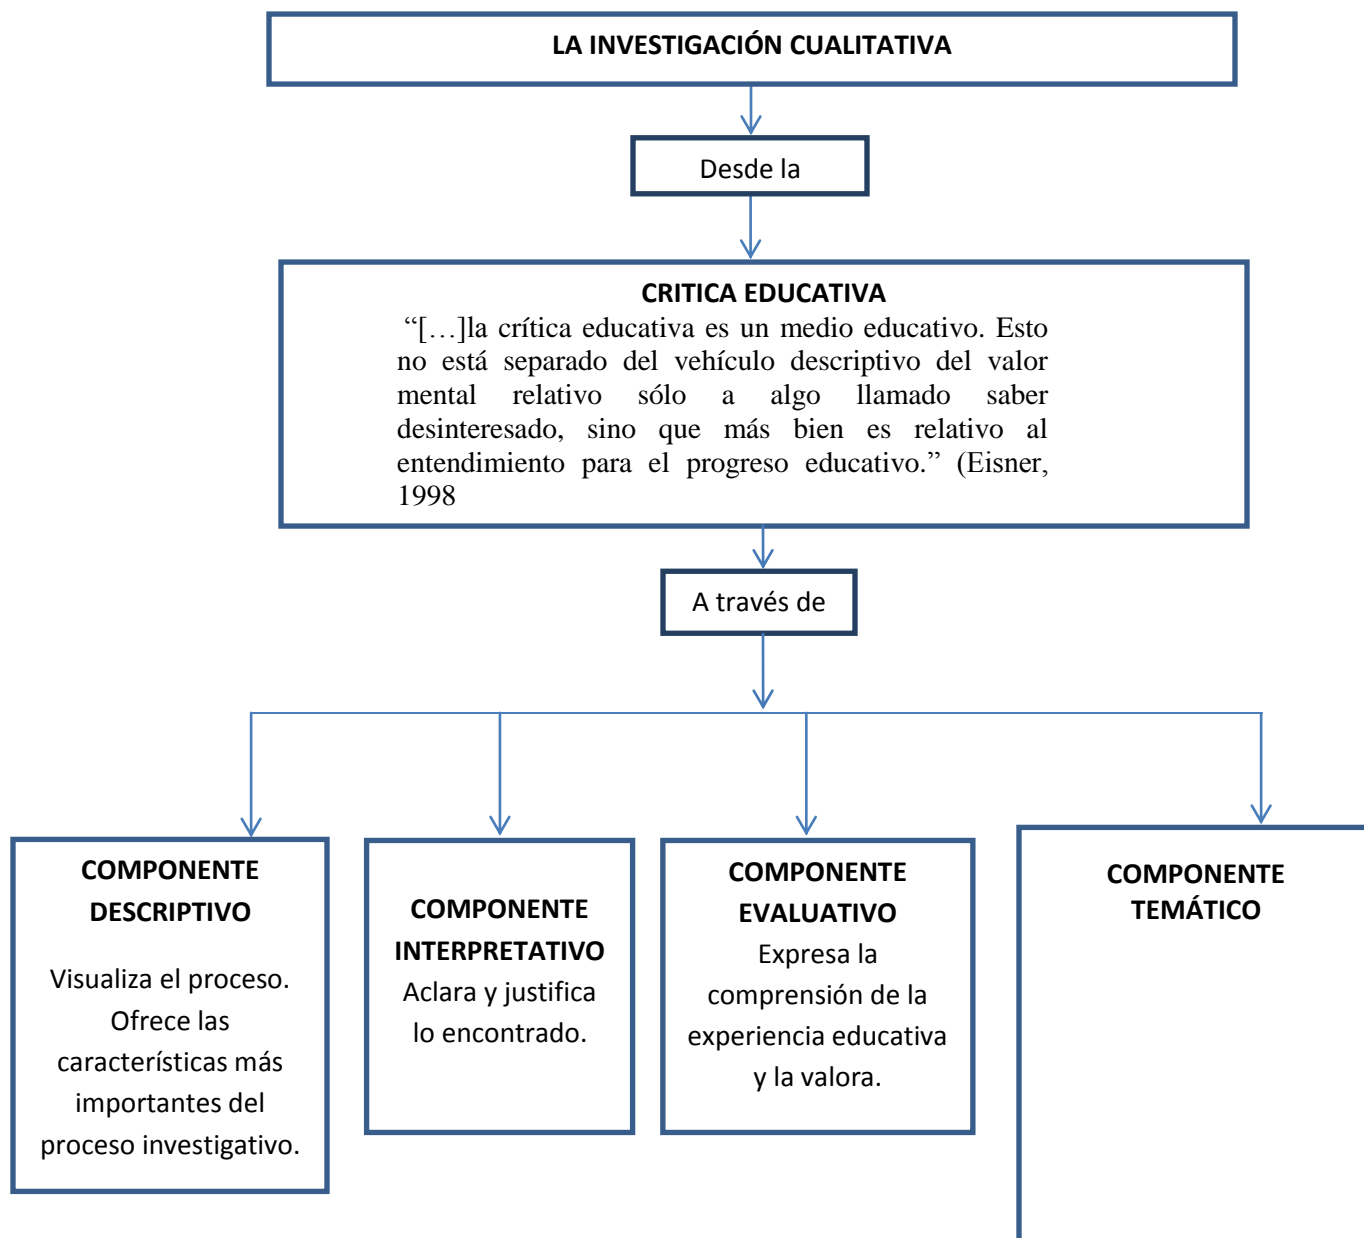 LA INVESTIGACIÓN CUALITATIVA
Desde la
CRITICA EDUCATIVA
“[…]la crítica educativa es un medio educativo. Esto
no está separado del vehículo descriptivo del valor
mental relativo sólo a algo llamado saber
desinteresado, sino que más bien es relativo al
entendimiento para el progreso educativo.” (Eisner,
1998
A través de
COMPONENTE
DESCRIPTIVO
Visualiza el proceso.
Ofrece las
características más
importantes del
proceso investigativo.
COMPONENTE
INTERPRETATIVO
Aclara y justifica
lo encontrado.
COMPONENTE
EVALUATIVO
Expresa la
comprensión de la
experiencia educativa
y la valora.
COMPONENTE
TEMÁTICO